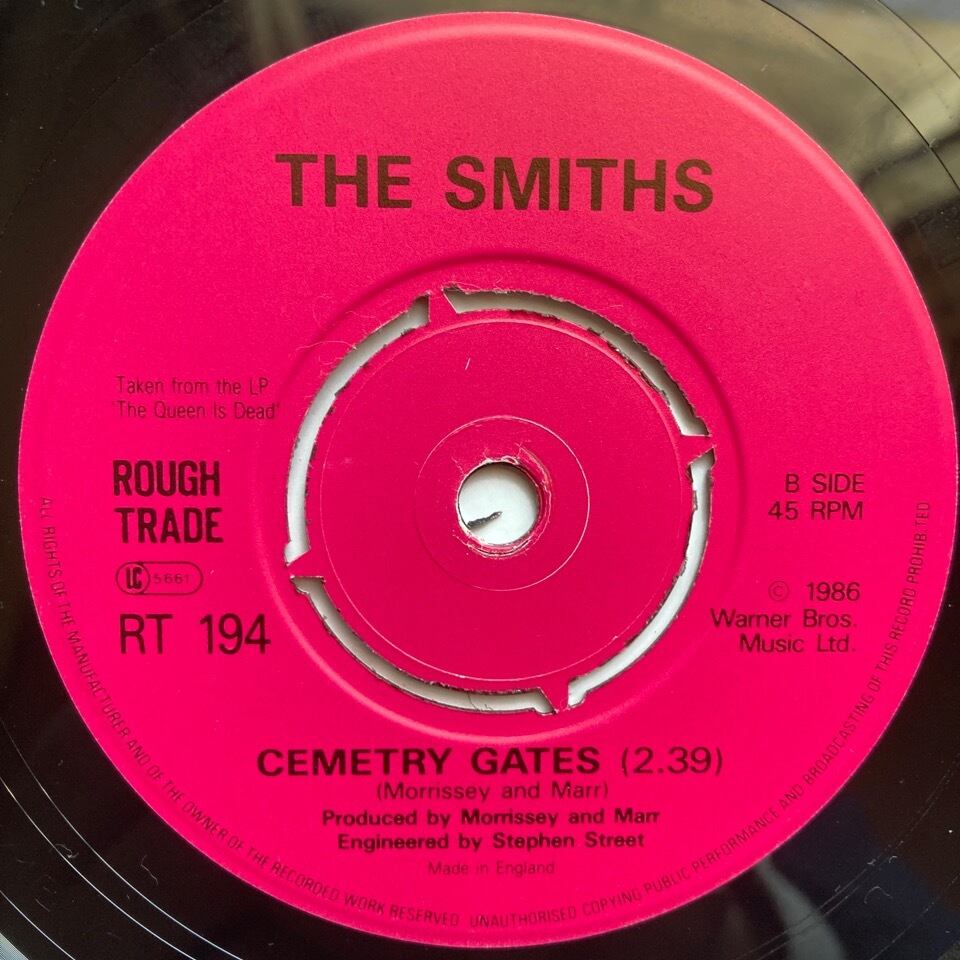 THE SMITHS
Taken from the LP
'The Queen Is Dead'
ROUGH
TRADE
LC 5661
RT 194
B SIDE
45 RPM
© 1986
Warner Bros.
Music Ltd.
CEMETRY GATES (2.39)
(Morrissey and Marr)
Produced by Morrissey and Marr
Engineered by Stephen Street
Made in England
ALL RIGHTS OF THE MANUFACTURER AND OF THE OWNER OF THE RECORDED WORK RESERVED UNAUTHORISED COPYING PUBLIC PERFORMANCE AND BROADCASTING OF THIS RECORD PROHIBITED